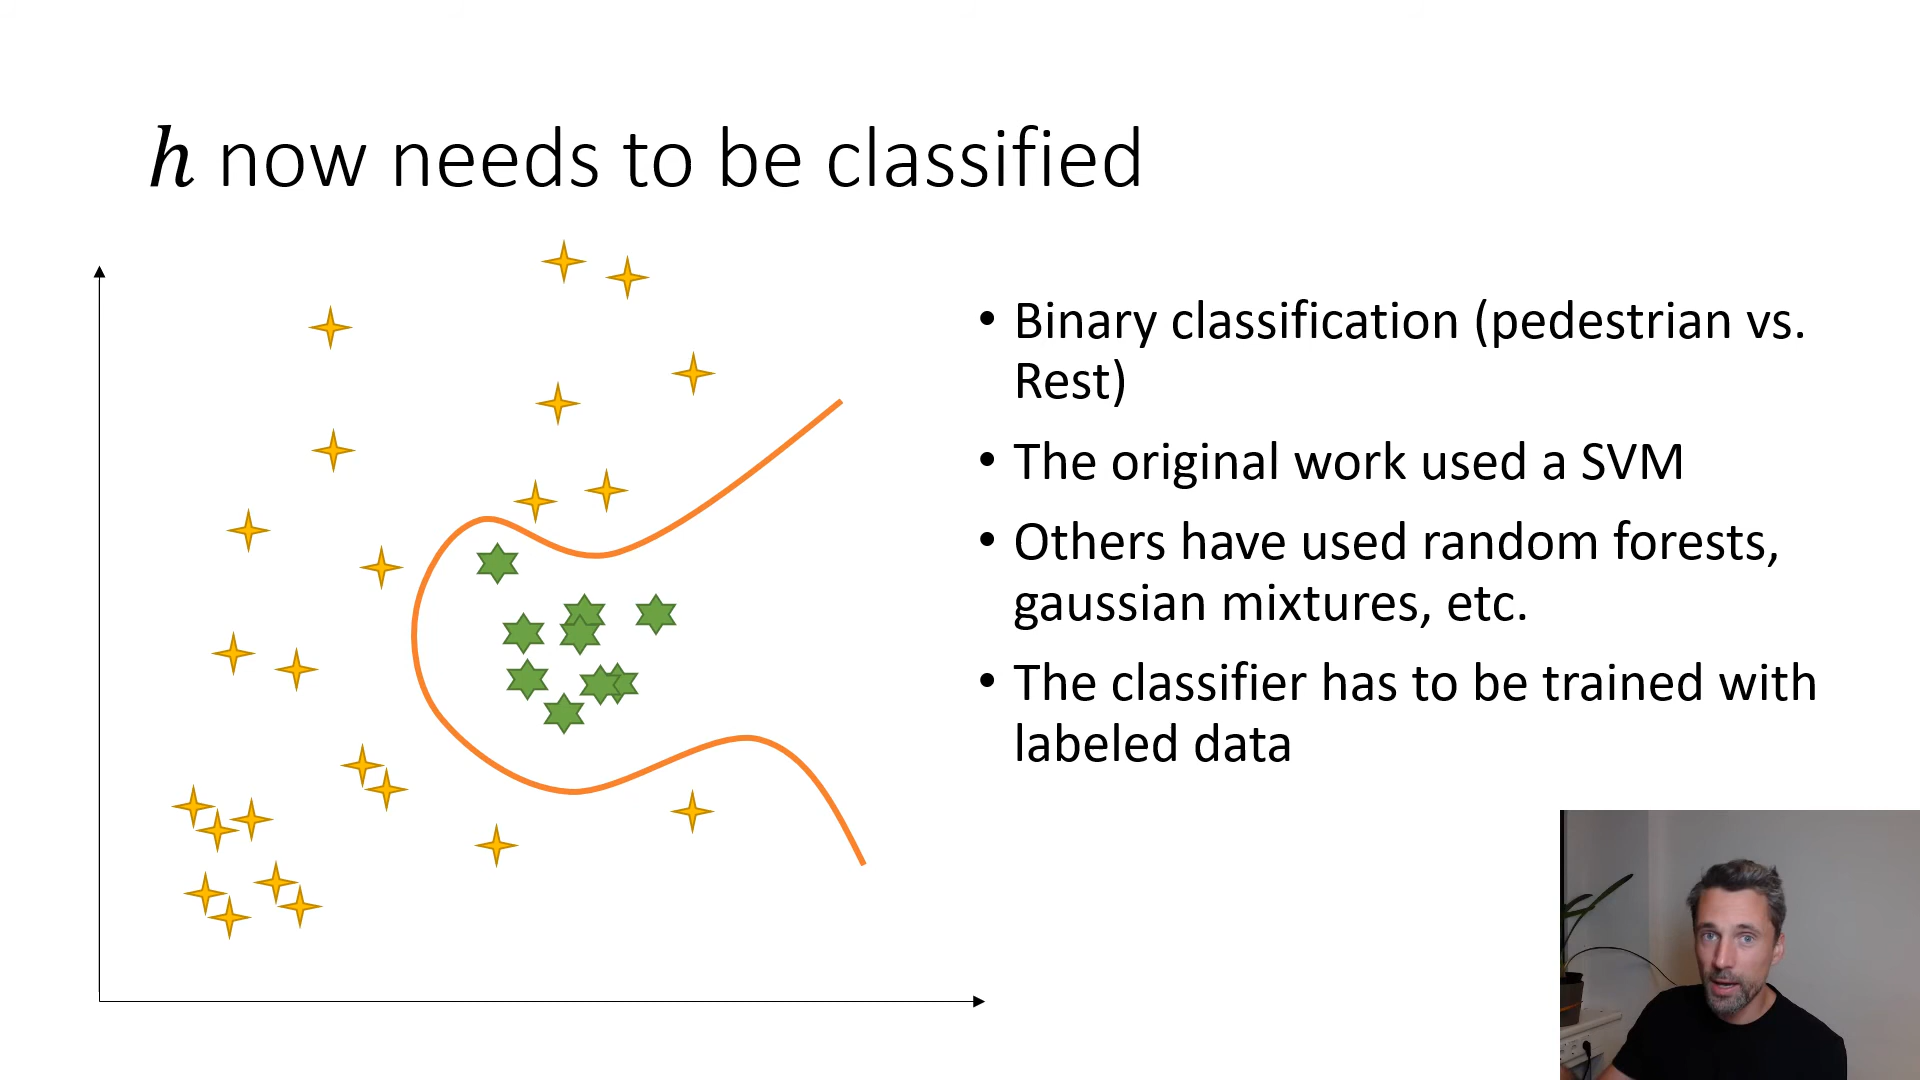 h now needs to be classified
• Binary classification (pedestrian vs.
Rest)
• The original work used a SVM
• Others have used random forests,
gaussian mixtures, etc.
• The classifier has to be trained with
labeled data